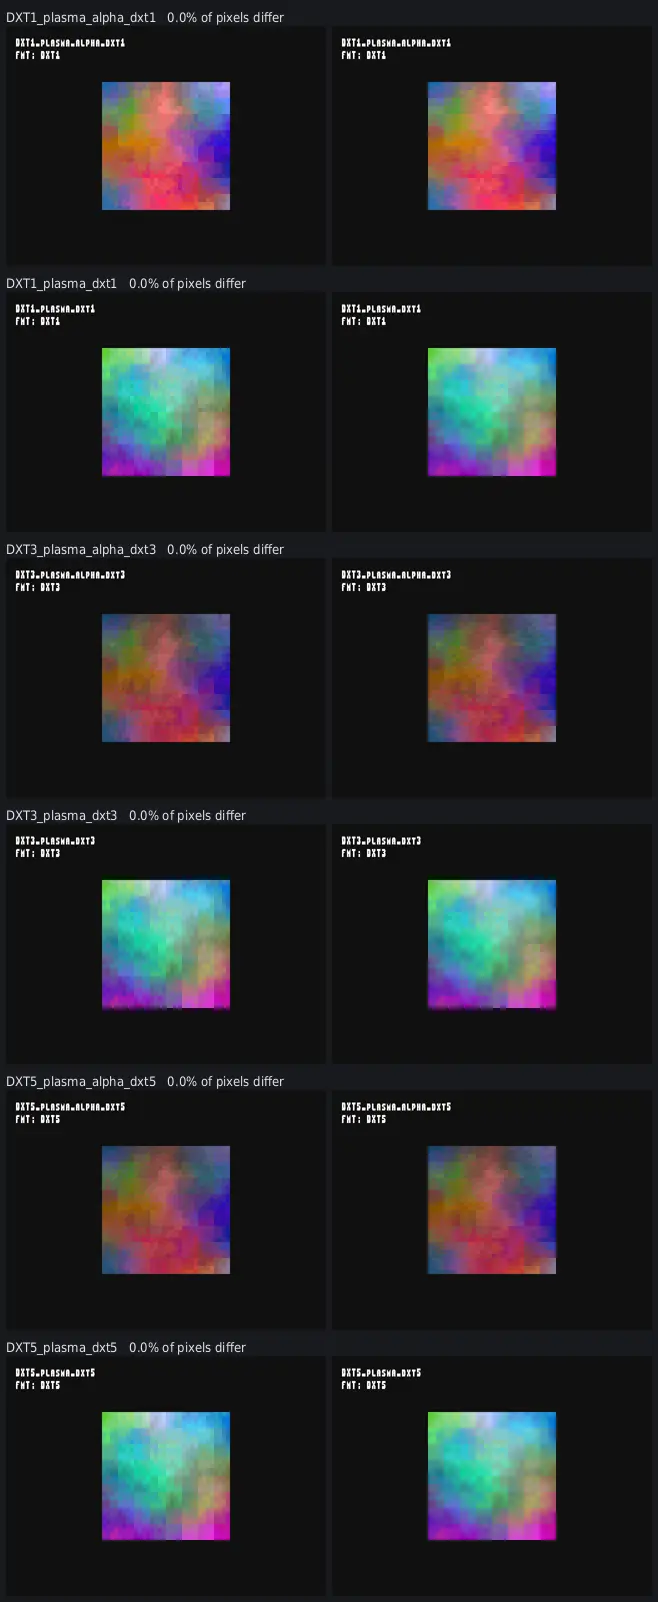 DXT1_plasma_alpha_dxt1 0.0% of pixels differ
DXT1_PLASMA_ALPHA_DXT1 DXT1_PLASMA_ALPHA_DXT1
FMT: DXT1 FMT: DXT1
DXT1_plasma_dxt1 0.0% of pixels differ
DXT1_PLASMA_DXT1 DXT1_PLASMA_DXT1
FMT: DXT1 FMT: DXT1
DXT3_plasma_alpha_dxt3 0.0% of pixels differ
DXT3_PLASMA_ALPHA_DXT3 DXT3_PLASMA_ALPHA_DXT3
FMT: DXT3 FMT: DXT3
DXT3_plasma_dxt3 0.0% of pixels differ
DXT3_PLASMA_DXT3 DXT3_PLASMA_DXT3
FMT: DXT3 FMT: DXT3
DXT5_plasma_alpha_dxt5 0.0% of pixels differ
DXT5_PLASMA_ALPHA_DXT5 DXT5_PLASMA_ALPHA_DXT5
FMT: DXT5 FMT: DXT5
DXT5_plasma_dxt5 0.0% of pixels differ
DXT5_PLASMA_DXT5 DXT5_PLASMA_DXT5
FMT: DXT5 FMT: DXT5